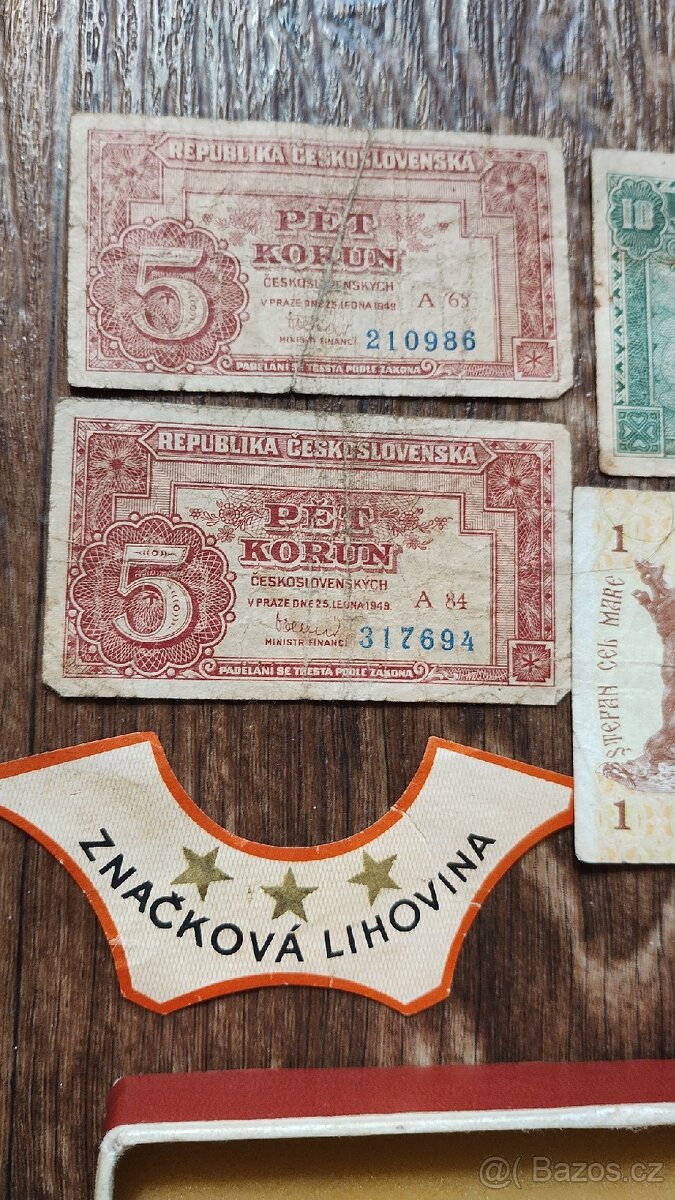 REPUBLIKA ČESKOSLOVENSKÁ
PĚT
KORUN
5
ČESKOSLOVENSKÝCH
V PRAZE DNE 25. LEDNA 1949
A 65
MINISTR FINANCÍ
210986
PADĚLÁNÍ SE TRESTÁ PODLE ZÁKONA
REPUBLIKA ČESKOSLOVENSKÁ
PĚT
KORUN
5
ČESKOSLOVENSKÝCH
V PRAZE DNE 25. LEDNA 1949
A 84
MINISTR FINANCÍ
317694
PADĚLÁNÍ SE TRESTÁ PODLE ZÁKONA
10
1
ȘTEFAN CEL MARE
1
ZNAČKOVÁ LIHOVINA
Bazos.cz